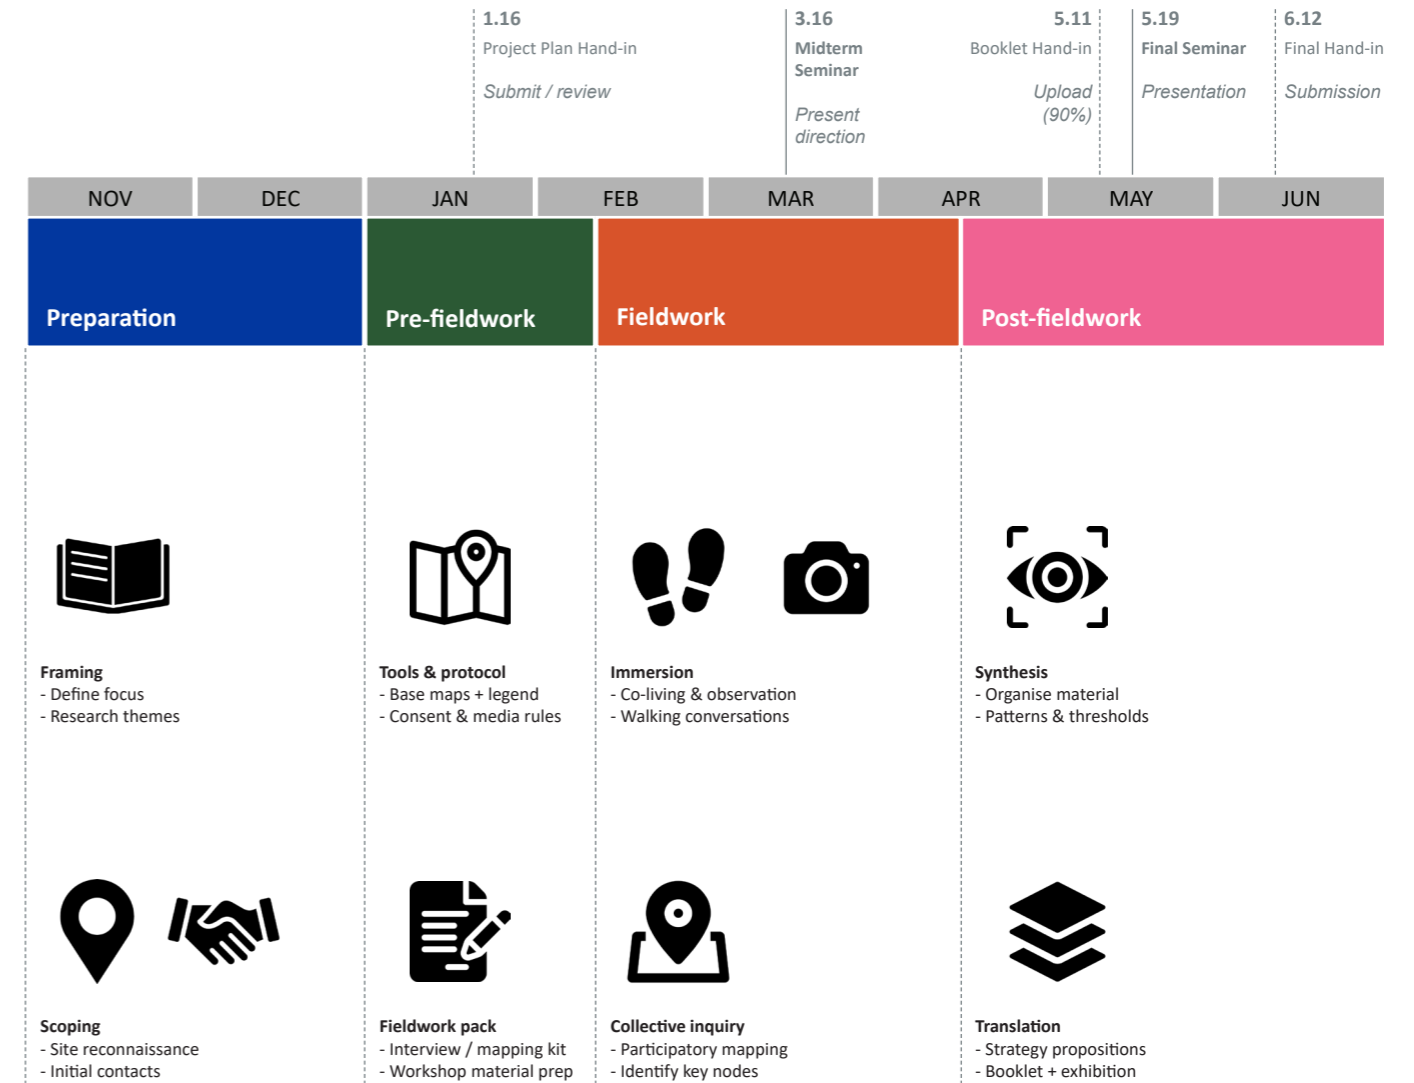 1.16
Project Plan Hand-in
Submit / review
3.16
Midterm
Seminar
Present
direction
5.11
Booklet Hand-in
Upload
(90%)
5.19
Final Seminar
Presentation
6.12
Final Hand-in
Submission
NOV
DEC
JAN
FEB
MAR
APR
MAY
JUN
Preparation
Pre-fieldwork
Fieldwork
Post-fieldwork
Framing
- Define focus
- Research themes
Tools & protocol
- Base maps + legend
- Consent & media rules
Immersion
- Co-living & observation
- Walking conversations
Synthesis
- Organise material
- Patterns & thresholds
Scoping
- Site reconnaissance
- Initial contacts
Fieldwork pack
- Interview / mapping kit
- Workshop material prep
Collective inquiry
- Participatory mapping
- Identify key nodes
Translation
- Strategy propositions
- Booklet + exhibition